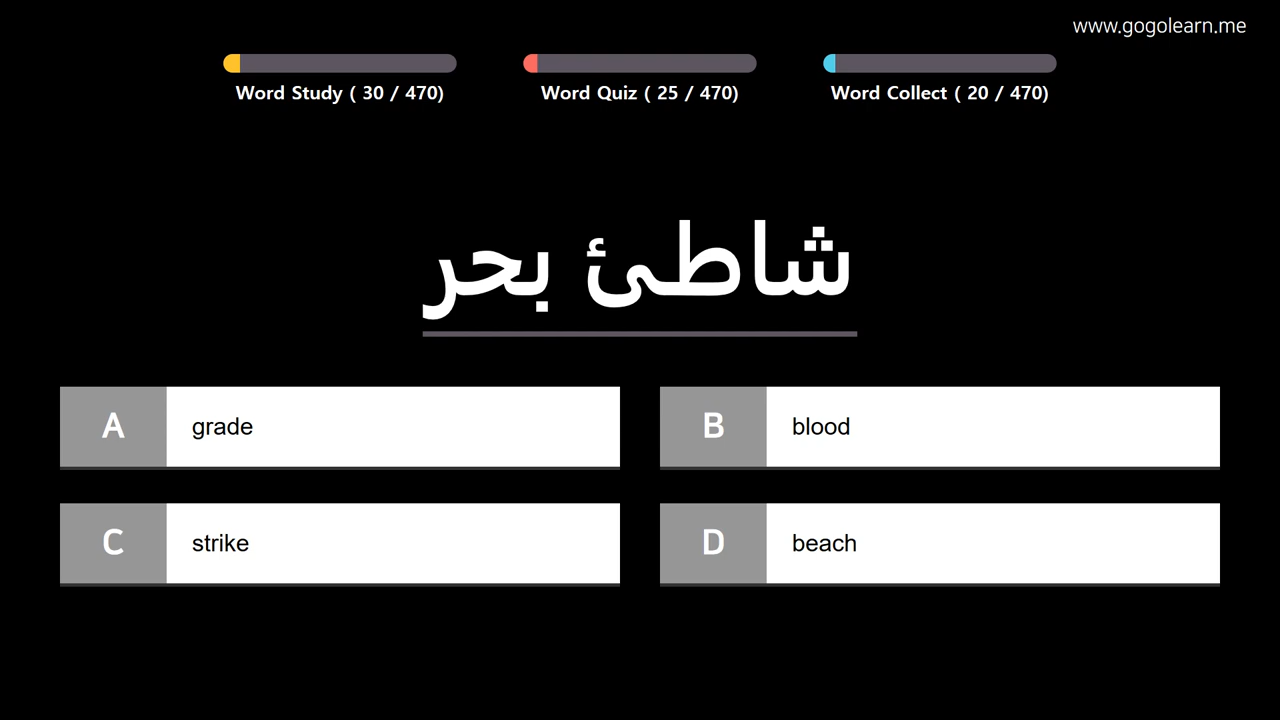 www.gogolearn.me
Word Study ( 30 / 470)
Word Quiz ( 25 / 470)
Word Collect ( 20 / 470)
شاطئ بحر
A grade
B blood
C strike
D beach